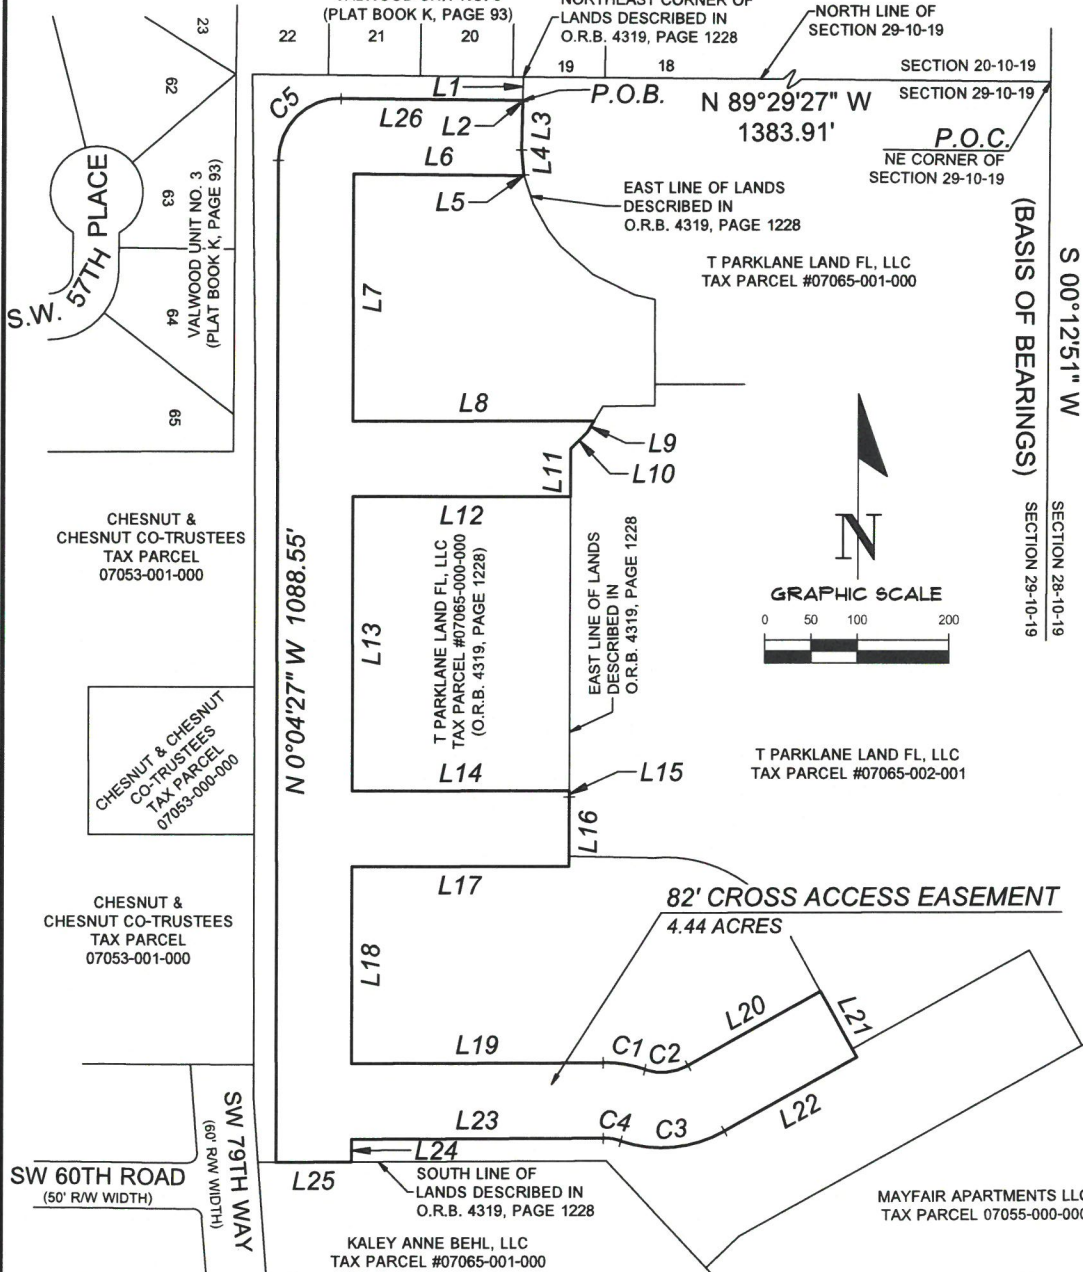 (PLAT BOOK K, PAGE 93)
NORTHEAST CORNER OF
LANDS DESCRIBED IN
O.R.B. 4319, PAGE 1228
NORTH LINE OF
SECTION 29-10-19
23
22
21
20
19
18
SECTION 20-10-19
SECTION 29-10-19
62
C5
L1
L26
L2
P.O.B.
L3
N 89°29'27" W
1383.91'
P.O.C.
NE CORNER OF
SECTION 29-10-19
L6
L4
L5
EAST LINE OF LANDS
DESCRIBED IN
O.R.B. 4319, PAGE 1228
S.W. 57TH PLACE
63
VALWOOD UNIT NO. 3
(PLAT BOOK K, PAGE 93)
64
65
T PARKLANE LAND FL, LLC
TAX PARCEL #07065-001-000
S 00°12'51" W
(BASIS OF BEARINGS)
L7
L8
L9
L10
L11
L12
CHESNUT &
CHESNUT CO-TRUSTEES
TAX PARCEL
07053-001-000
N 0°04'27" W 1088.55'
L13
T PARKLANE LAND FL, LLC
TAX PARCEL #07065-000-000
(O.R.B. 4319, PAGE 1228)
EAST LINE OF LANDS
DESCRIBED IN
O.R.B. 4319, PAGE 1228
N
GRAPHIC SCALE
0 50 100 200
SECTION 28-10-19
SECTION 29-10-19
CHESNUT & CHESNUT
CO-TRUSTEES
TAX PARCEL
07053-000-000
L14
L15
T PARKLANE LAND FL, LLC
TAX PARCEL #07065-002-001
L16
L17
CHESNUT &
CHESNUT CO-TRUSTEES
TAX PARCEL
07053-001-000
L18
82' CROSS ACCESS EASEMENT
4.44 ACRES
L19
C1
C2
L20
L21
L22
L23
C4
C3
L24
L25
SW 60TH ROAD
(50' R/W WIDTH)
SW 79TH WAY
(60' R/W WIDTH)
SOUTH LINE OF
LANDS DESCRIBED IN
O.R.B. 4319, PAGE 1228
MAYFAIR APARTMENTS LLC
TAX PARCEL 07055-000-000
KALEY ANNE BEHL, LLC
TAX PARCEL #07065-001-000